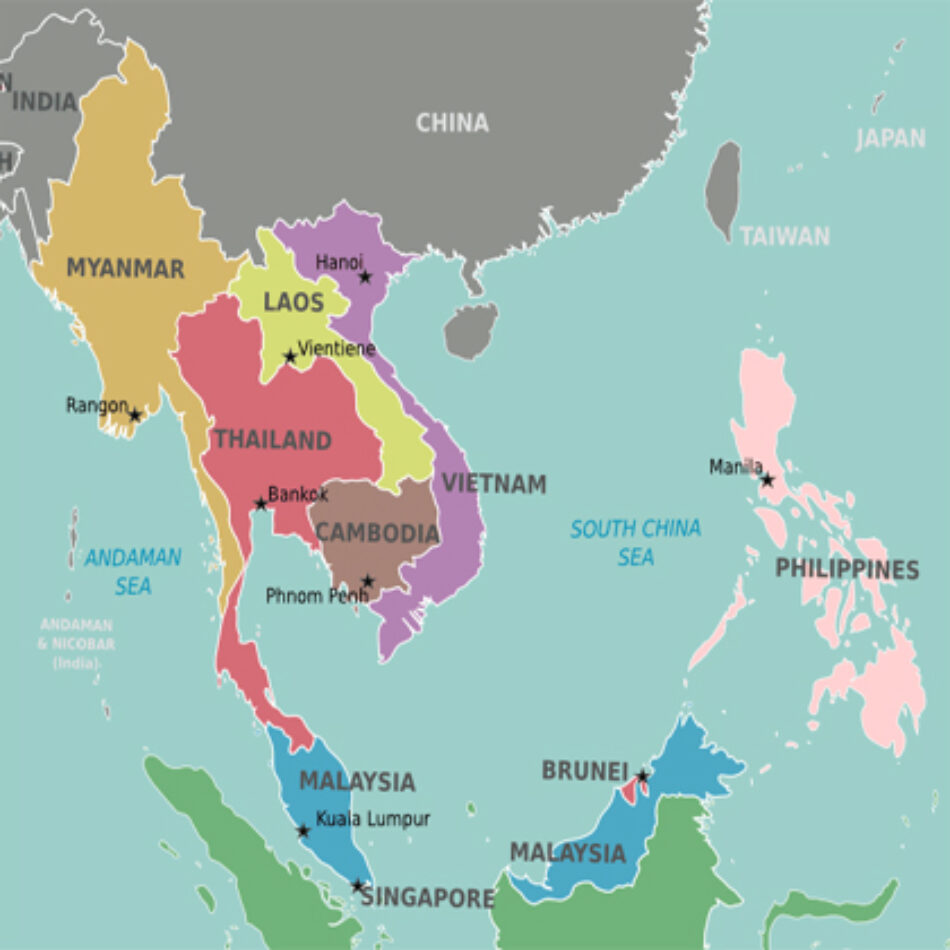 N
INDIA
CHINA
JAPAN
H
TAIWAN
MYANMAR
Hanoi
LAOS
Vientiene
Rangon
THAILAND
Manila
VIETNAM
Bankok
CAMBODIA
SOUTH CHINA
SEA
ANDAMAN
SEA
PHILIPPINES
Phnom Penh
ANDAMAN
& NICOBAR
(India)
BRUNEI
MALAYSIA
Kuala Lumpur
MALAYSIA
SINGAPORE